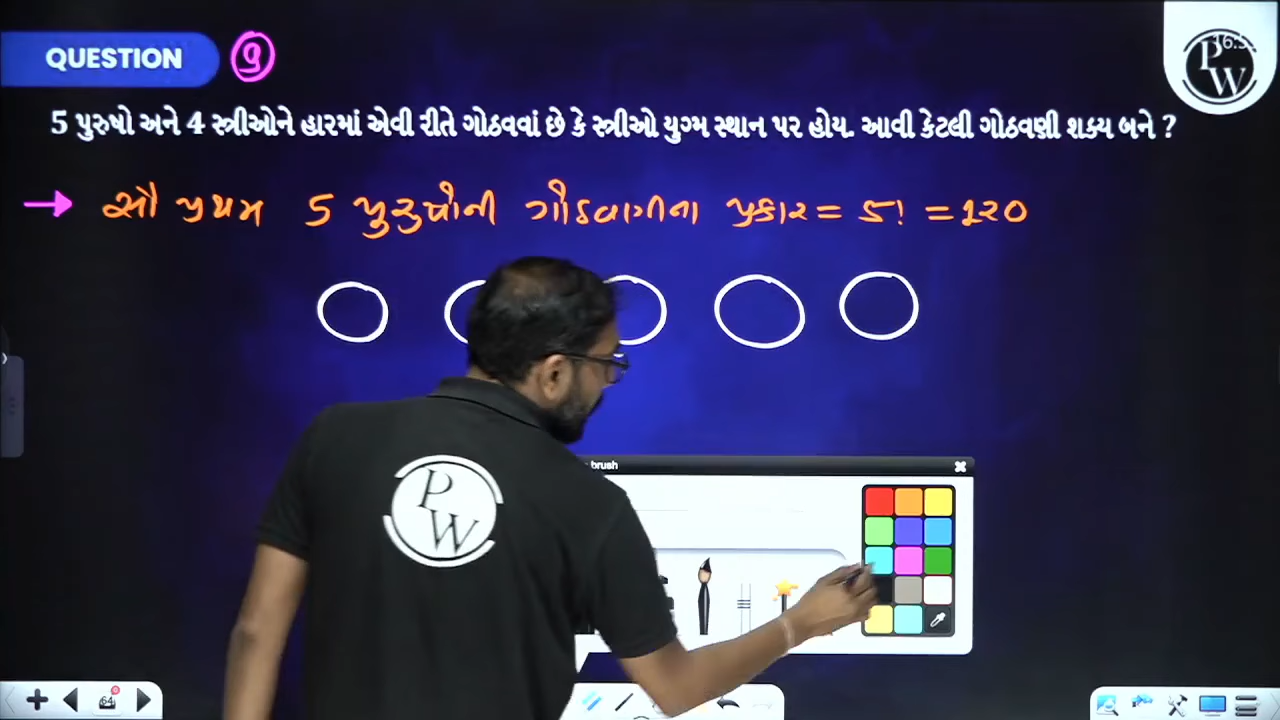 QUESTION 9
5 પુરુષો અને 4 સ્ત્રીઓને હારમાં એવી રીતે ગોઠવવાં છે કે સ્ત્રીઓ યુગ્મ સ્થાન પર હોય. આવી કેટલી ગોઠવણી શક્ય બને ?
→ સૌ પ્રથમ 5 પુરુષોની ગોઠવણીના પ્રકાર = 5! = 120
brush
P W
P W
64